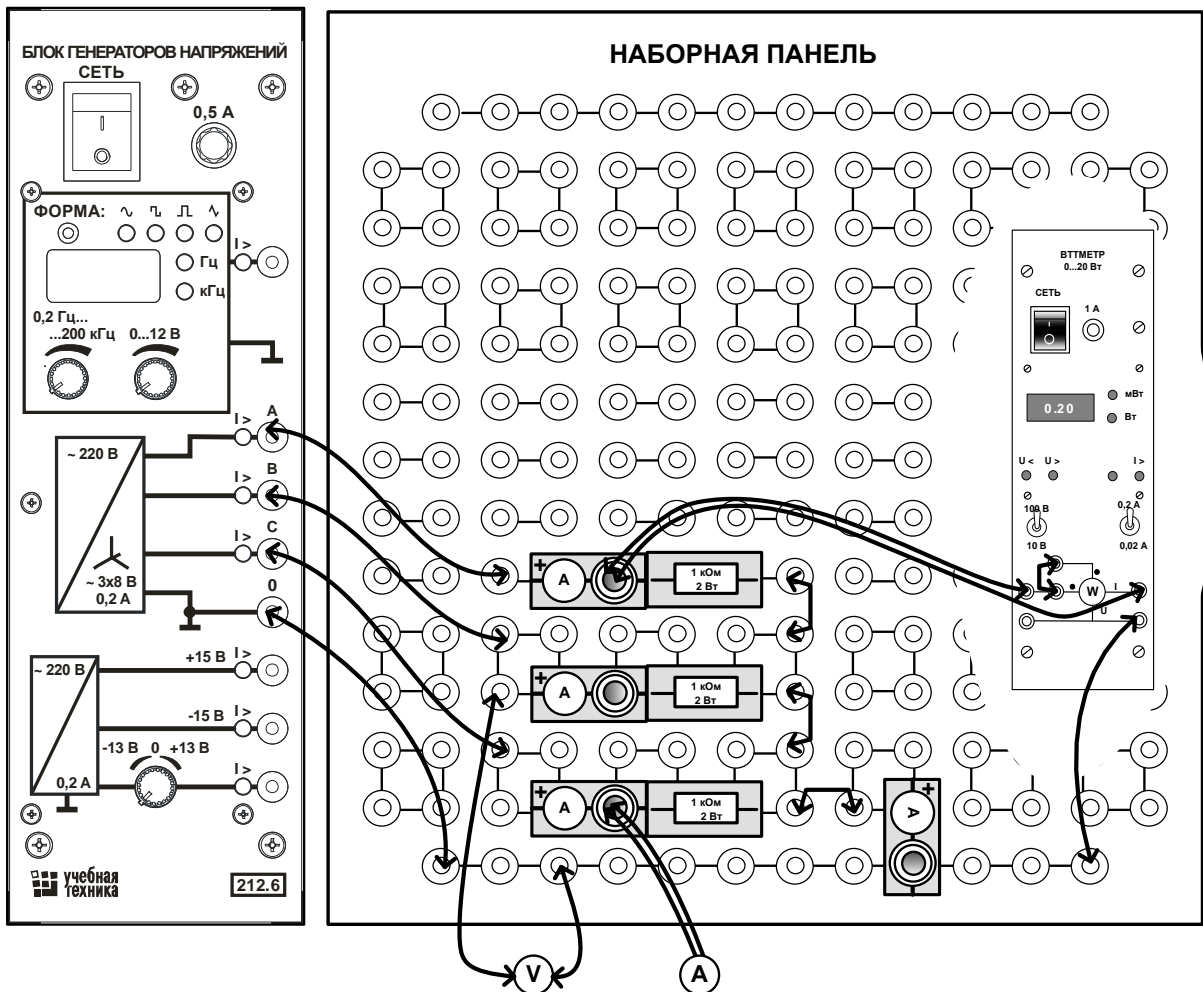 БЛОК ГЕНЕРАТОРОВ НАПРЯЖЕНИЙ
СЕТЬ
I
0,5 А
ФОРМА:
I >
Гц
кГц
0,2 Гц...
...200 кГц
0...12 В
~ 220 В
~ 3x8 В
0,2 А
I >
A
I >
B
I >
C
0
~ 220 В
0,2 А
+15 В
I >
-15 В
I >
-13 В 0 +13 В
I >
учебная
техника
212.6
НАБОРНАЯ ПАНЕЛЬ
ВТТМЕТР
0...20 Вт
СЕТЬ
I
1 А
0.20
мВт
Вт
U < U >
I >
100 В
0,2 А
10 В
0,02 А
W
I
U
+
A
1 кОм
2 Вт
+
A
1 кОм
2 Вт
+
A
1 кОм
2 Вт
+
A
V
A